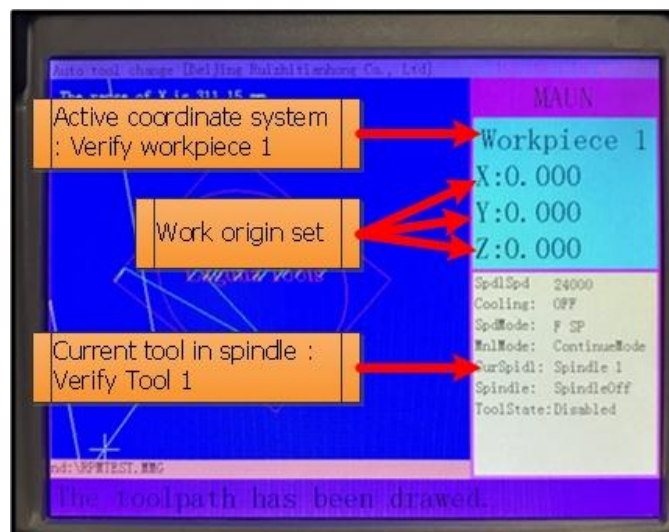 Auto tool change [Beijing Ruizhitianhong Co., Ltd]
The range of X is 311.15 mm
MAUN
Active coordinate system
: Verify workpiece 1
Workpiece 1
X:0.000
Work origin set
Y:0.000
Z:0.000
SpdlSpd 24000
Cooling: OFF
SpdMode: F SP
MnlMode: ContinueMode
Current tool in spindle :
Verify Tool 1
CurSpidl: Spindle 1
Spindle: SpindleOff
ToolState:Disabled
nd:\RPMTEST.MMG
The toolpath has been drawed.